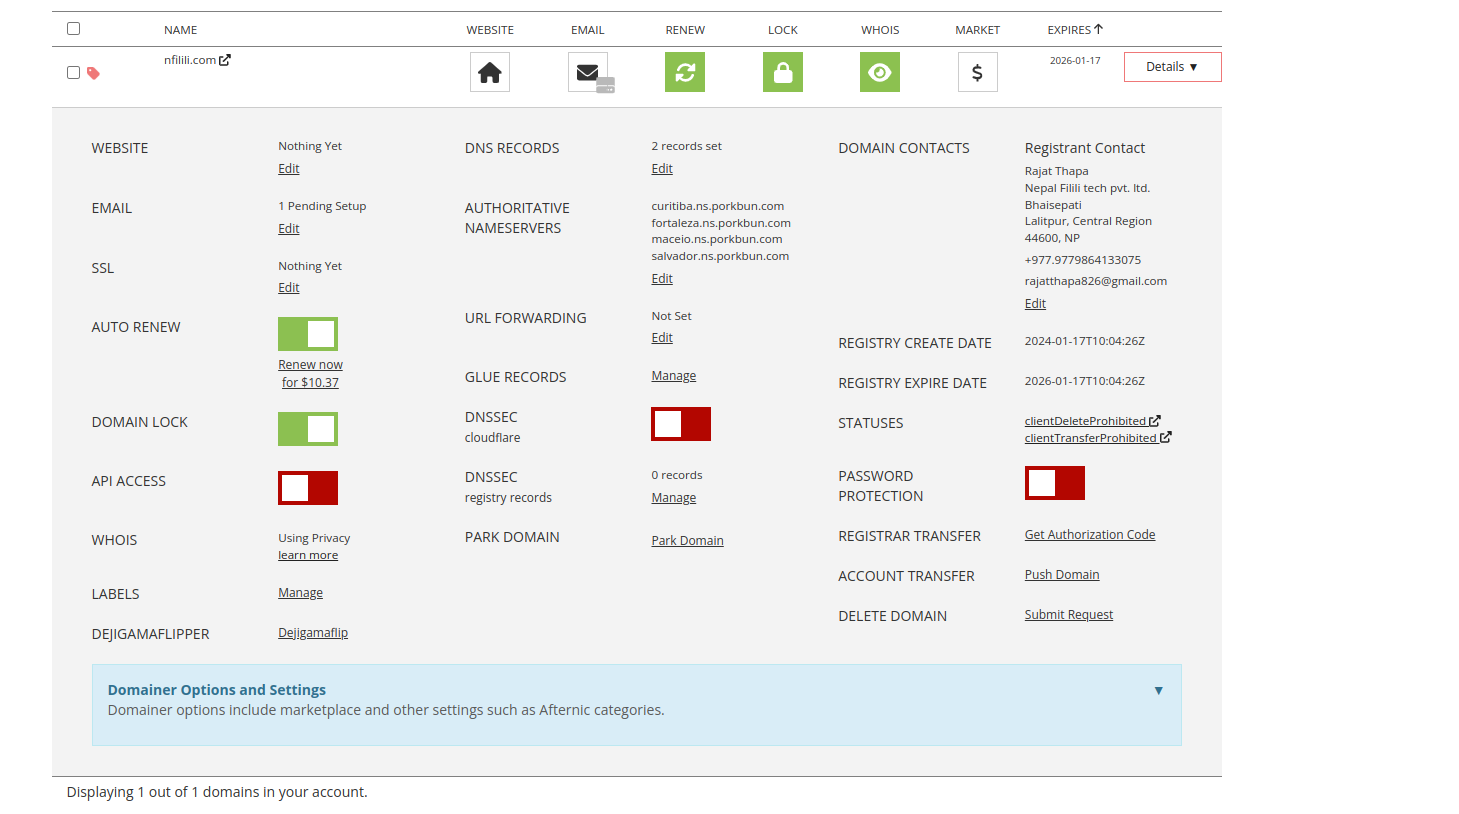 NAME WEBSITE EMAIL RENEW LOCK WHOIS MARKET EXPIRES
nfilili.com 2026-01-17 Details ▼
WEBSITE
Nothing Yet
Edit
EMAIL
1 Pending Setup
Edit
SSL
Nothing Yet
Edit
AUTO RENEW
Renew now
for $10.37
DOMAIN LOCK
API ACCESS
WHOIS
Using Privacy
learn more
LABELS
Manage
DEJIGAMAFLIPPER
Dejigamaflip
DNS RECORDS
2 records set
Edit
AUTHORITATIVE
NAMESERVERS
curitiba.ns.porkbun.com
fortaleza.ns.porkbun.com
maceio.ns.porkbun.com
salvador.ns.porkbun.com
Edit
URL FORWARDING
Not Set
Edit
GLUE RECORDS
Manage
DNSSEC
cloudflare
DNSSEC
registry records
0 records
Manage
PARK DOMAIN
Park Domain
DOMAIN CONTACTS
Registrant Contact
Rajat Thapa
Nepal Filili tech pvt. ltd.
Bhaisepati
Lalitpur, Central Region
44600, NP
+977.9779864133075
rajatthapa826@gmail.com
Edit
REGISTRY CREATE DATE
2024-01-17T10:04:26Z
REGISTRY EXPIRE DATE
2026-01-17T10:04:26Z
STATUSES
clientDeleteProhibited
clientTransferProhibited
PASSWORD
PROTECTION
REGISTRAR TRANSFER
Get Authorization Code
ACCOUNT TRANSFER
Push Domain
DELETE DOMAIN
Submit Request
Domainer Options and Settings ▼
Domainer options include marketplace and other settings such as Afternic categories.
Displaying 1 out of 1 domains in your account.